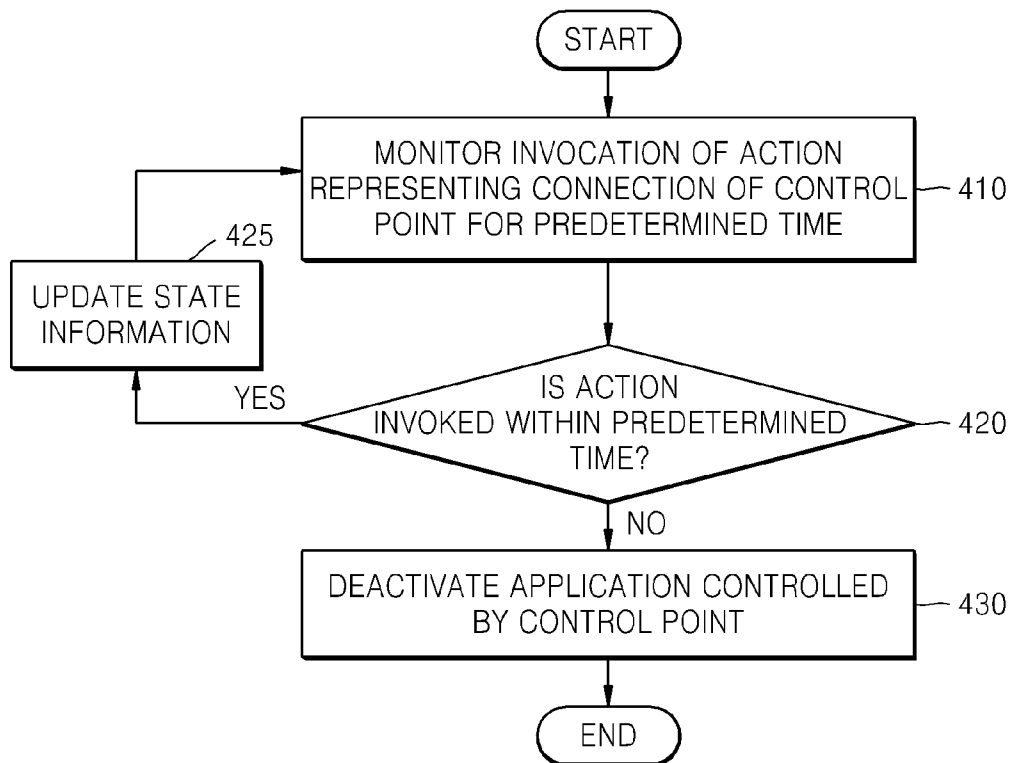 START
MONITOR INVOCATION OF ACTION
REPRESENTING CONNECTION OF CONTROL
POINT FOR PREDETERMINED TIME
410
425
UPDATE STATE
INFORMATION
YES
IS ACTION
INVOKED WITHIN PREDETERMINED
TIME?
420
NO
DEACTIVATE APPLICATION CONTROLLED
BY CONTROL POINT
430
END